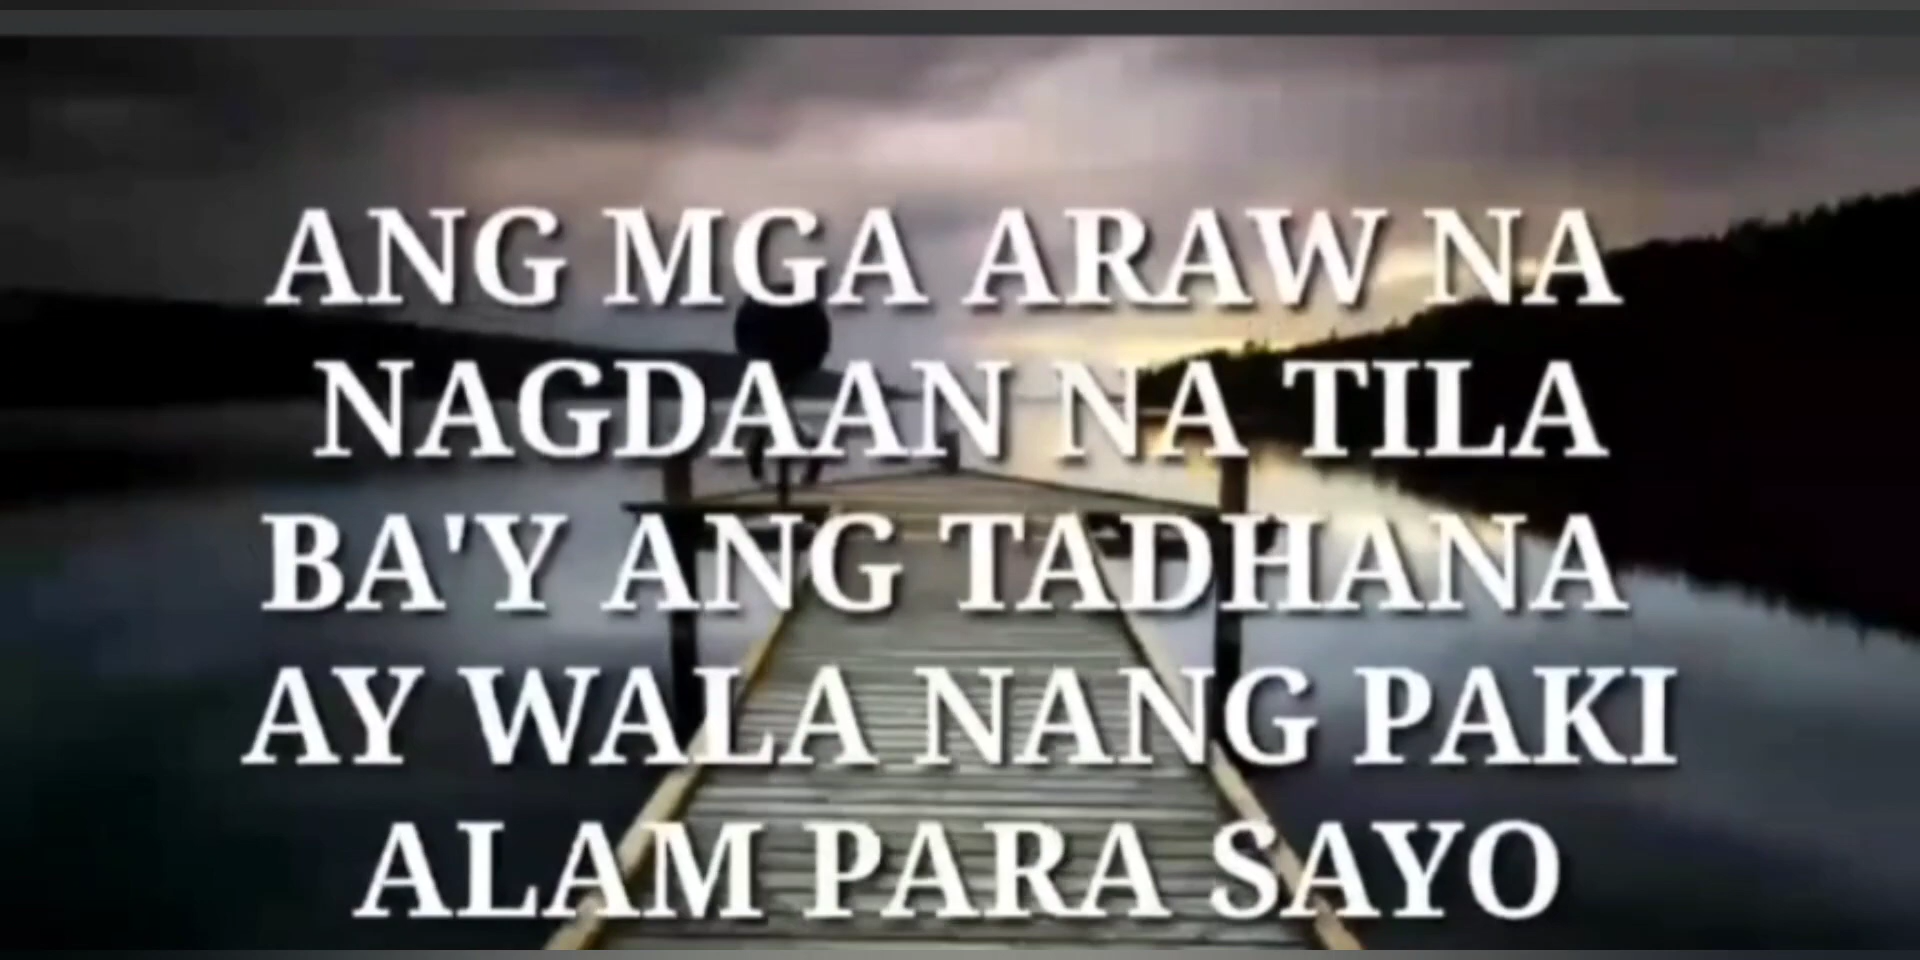 ANG MGA ARAW NA
NAGDAAN NA TILA
BA'Y ANG TADHANA
AY WALA NANG PAKI
ALAM PARA SAYO